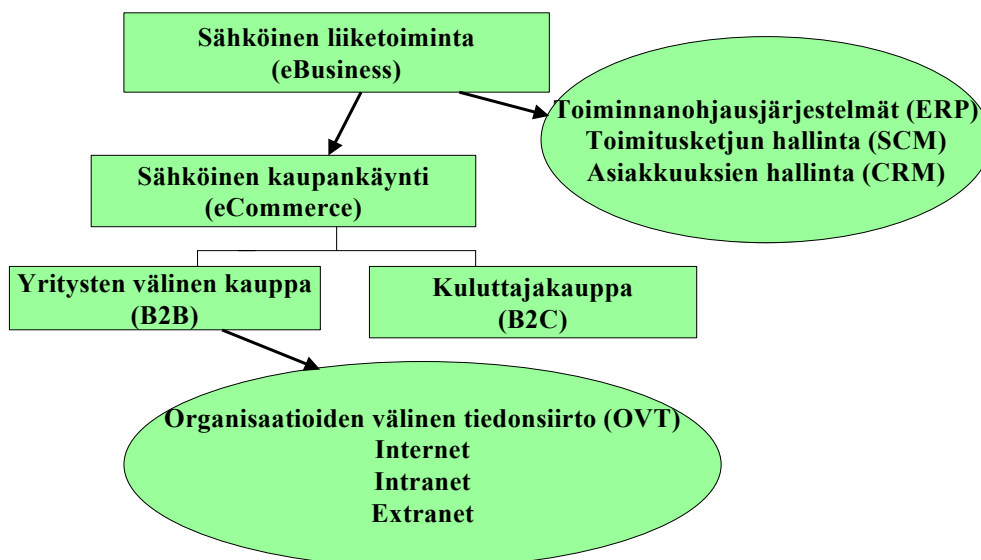 Sähköinen liiketoiminta
(eBusiness)
Toiminnanohjausjärjestelmät (ERP)
Toimitusketjun hallinta (SCM)
Asiakkuuksien hallinta (CRM)
Sähköinen kaupankäynti
(eCommerce)
Yritysten välinen kauppa
(B2B)
Kuluttajakauppa
(B2C)
Organisaatioiden välinen tiedonsiirto (OVT)
Internet
Intranet
Extranet